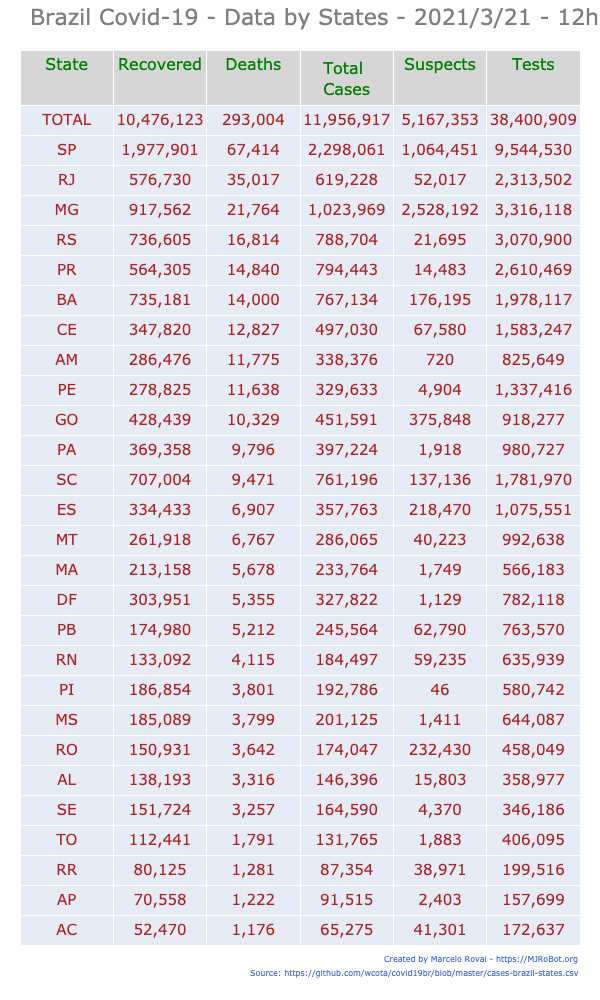 Brazil Covid-19 - Data by States - 2021/3/21 - 12h
State Recovered Deaths Total Cases Suspects Tests
TOTAL 10,476,123 293,004 11,956,917 5,167,353 38,400,909
SP 1,977,901 67,414 2,298,061 1,064,451 9,544,530
RJ 576,730 35,017 619,228 52,017 2,313,502
MG 917,562 21,764 1,023,969 2,528,192 3,316,118
RS 736,605 16,814 788,704 21,695 3,070,900
PR 564,305 14,840 794,443 14,483 2,610,469
BA 735,181 14,000 767,134 176,195 1,978,117
CE 347,820 12,827 497,030 67,580 1,583,247
AM 286,476 11,775 338,376 720 825,649
PE 278,825 11,638 329,633 4,904 1,337,416
GO 428,439 10,329 451,591 375,848 918,277
PA 369,358 9,796 397,224 1,918 980,727
SC 707,004 9,471 761,196 137,136 1,781,970
ES 334,433 6,907 357,763 218,470 1,075,551
MT 261,918 6,767 286,065 40,223 992,638
MA 213,158 5,678 233,764 1,749 566,183
DF 303,951 5,355 327,822 1,129 782,118
PB 174,980 5,212 245,564 62,790 763,570
RN 133,092 4,115 184,497 59,235 635,939
PI 186,854 3,801 192,786 46 580,742
MS 185,089 3,799 201,125 1,411 644,087
RO 150,931 3,642 174,047 232,430 458,049
AL 138,193 3,316 146,396 15,803 358,977
SE 151,724 3,257 164,590 4,370 346,186
TO 112,441 1,791 131,765 1,883 406,095
RR 80,125 1,281 87,354 38,971 199,516
AP 70,558 1,222 91,515 2,403 157,699
AC 52,470 1,176 65,275 41,301 172,637
Created by Marcelo Rovai - https://MJRoBot.org
Source: https://github.com/wcota/covid19br/blob/master/cases-brazil-states.csv